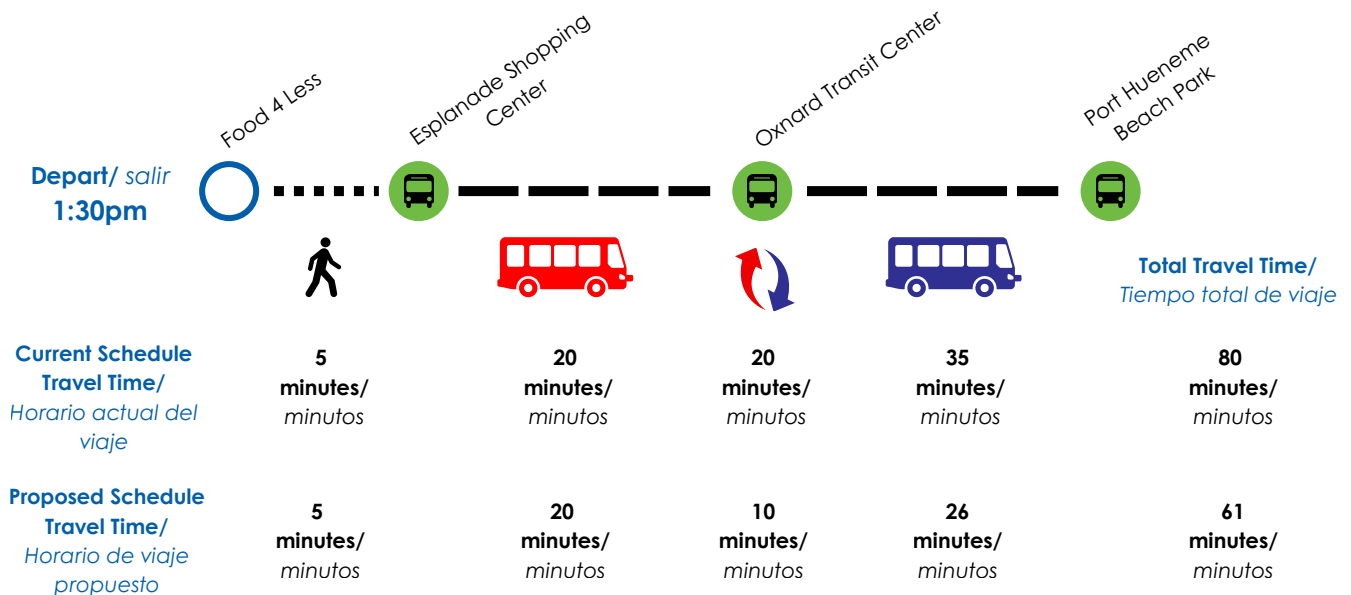 Food 4 Less
Esplanade Shopping
Center
Oxnard Transit Center
Port Hueneme
Beach Park
Depart/ salir
1:30pm
Total Travel Time/
Tiempo total de viaje
Current Schedule
Travel Time/
Horario actual del
viaje
5
minutes/
minutos
20
minutes/
minutos
20
minutes/
minutos
35
minutes/
minutos
80
minutes/
minutos
Proposed Schedule
Travel Time/
Horario de viaje
propuesto
5
minutes/
minutos
20
minutes/
minutos
10
minutes/
minutos
26
minutes/
minutos
61
minutes/
minutos